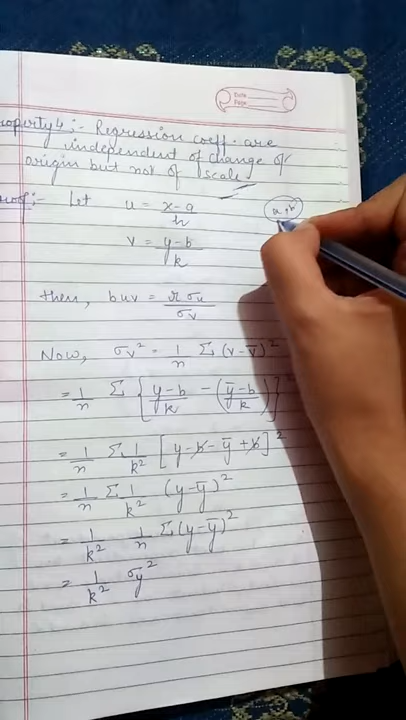 Date
Page
Property 4 :- Regression coeff. are
independent of change of
origin but not of scale
Proof :- Let u = x-a/h
a, b
v = y-b/k
then, buv = r σu/σv
Now, σv² = 1/n Σ (v-v̅)²
= 1/n Σ {y-b/k - (y̅-b/k)}²
= 1/n Σ 1/k² [y-b-y̅+b]²
= 1/n Σ 1/k² (y-y̅)²
= 1/k² 1/n Σ(y-y̅)²
= 1/k² σy²